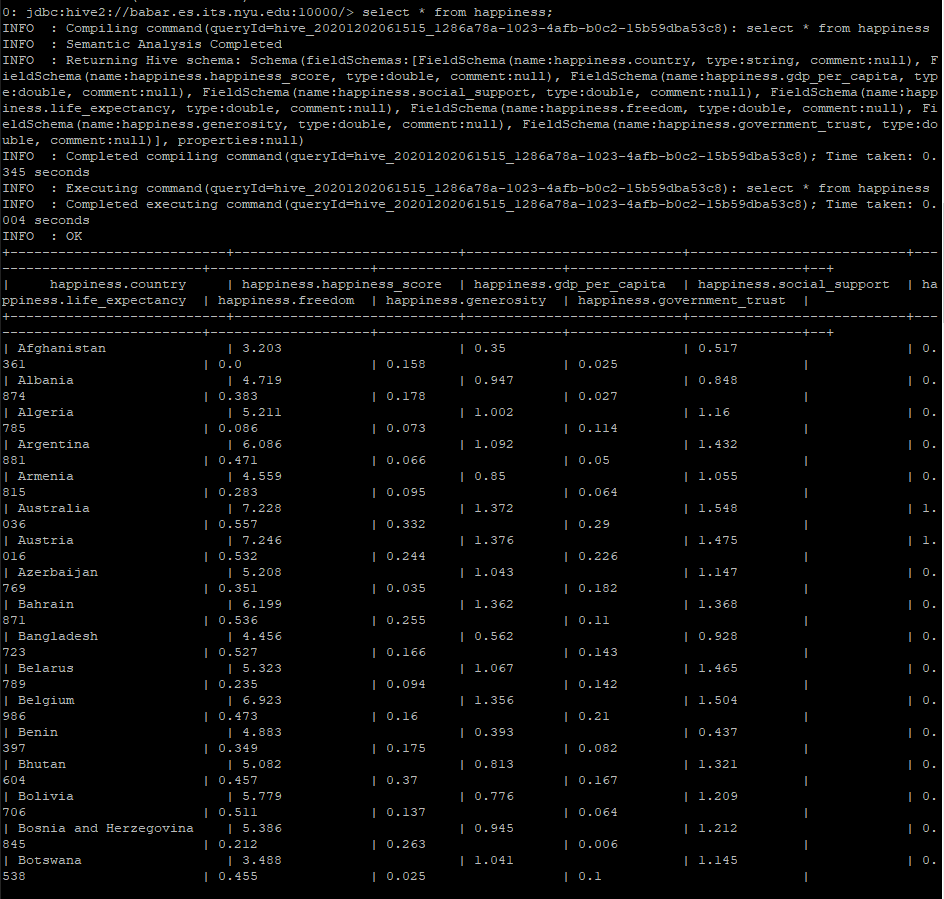 0: jdbc:hive2://babar.es.its.nyu.edu:10000/> select * from happiness;
INFO  : Compiling command(queryId=hive_20201202061515_1286a78a-1023-4afb-b0c2-15b59dba53c8): select * from happiness
INFO  : Semantic Analysis Completed
INFO  : Returning Hive schema: Schema(fieldSchemas:[FieldSchema(name:happiness.country, type:string, comment:null), F
ieldSchema(name:happiness.happiness_score, type:double, comment:null), FieldSchema(name:happiness.gdp_per_capita, typ
e:double, comment:null), FieldSchema(name:happiness.social_support, type:double, comment:null), FieldSchema(name:happ
iness.life_expectancy, type:double, comment:null), FieldSchema(name:happiness.freedom, type:double, comment:null), Fi
eldSchema(name:happiness.generosity, type:double, comment:null), FieldSchema(name:happiness.government_trust, type:do
uble, comment:null)], properties:null)
INFO  : Completed compiling command(queryId=hive_20201202061515_1286a78a-1023-4afb-b0c2-15b59dba53c8); Time taken: 0.
345 seconds
INFO  : Executing command(queryId=hive_20201202061515_1286a78a-1023-4afb-b0c2-15b59dba53c8): select * from happiness
INFO  : Completed executing command(queryId=hive_20201202061515_1286a78a-1023-4afb-b0c2-15b59dba53c8); Time taken: 0.
004 seconds
INFO  : OK
+---------------------------+----------------------------+---------------------------+---------------------------+---
-------------------------+--------------------+-----------------------+-----------------------------+--+
|     happiness.country     | happiness.happiness_score  | happiness.gdp_per_capita  | happiness.social_support  | ha
ppiness.life_expectancy  | happiness.freedom  | happiness.generosity  | happiness.government_trust  |
+---------------------------+----------------------------+---------------------------+---------------------------+---
-------------------------+--------------------+-----------------------+-----------------------------+--+
| Afghanistan               | 3.203                      | 0.35                      | 0.517                     | 0.
361                      | 0.0                | 0.158                 | 0.025                       |
| Albania                   | 4.719                      | 0.947                     | 0.848                     | 0.
874                      | 0.383              | 0.178                 | 0.027                       |
| Algeria                   | 5.211                      | 1.002                     | 1.16                      | 0.
785                      | 0.086              | 0.073                 | 0.114                       |
| Argentina                 | 6.086                      | 1.092                     | 1.432                     | 0.
881                      | 0.471              | 0.066                 | 0.05                        |
| Armenia                   | 4.559                      | 0.85                      | 1.055                     | 0.
815                      | 0.283              | 0.095                 | 0.064                       |
| Australia                 | 7.228                      | 1.372                     | 1.548                     | 1.
036                      | 0.557              | 0.332                 | 0.29                        |
| Austria                   | 7.246                      | 1.376                     | 1.475                     | 1.
016                      | 0.532              | 0.244                 | 0.226                       |
| Azerbaijan                | 5.208                      | 1.043                     | 1.147                     | 0.
769                      | 0.351              | 0.035                 | 0.182                       |
| Bahrain                   | 6.199                      | 1.362                     | 1.368                     | 0.
871                      | 0.536              | 0.255                 | 0.11                        |
| Bangladesh                | 4.456                      | 0.562                     | 0.928                     | 0.
723                      | 0.527              | 0.166                 | 0.143                       |
| Belarus                   | 5.323                      | 1.067                     | 1.465                     | 0.
789                      | 0.235              | 0.094                 | 0.142                       |
| Belgium                   | 6.923                      | 1.356                     | 1.504                     | 0.
986                      | 0.473              | 0.16                  | 0.21                        |
| Benin                     | 4.883                      | 0.393                     | 0.437                     | 0.
397                      | 0.349              | 0.175                 | 0.082                       |
| Bhutan                    | 5.082                      | 0.813                     | 1.321                     | 0.
604                      | 0.457              | 0.37                  | 0.167                       |
| Bolivia                   | 5.779                      | 0.776                     | 1.209                     | 0.
706                      | 0.511              | 0.137                 | 0.064                       |
| Bosnia and Herzegovina    | 5.386                      | 0.945                     | 1.212                     | 0.
845                      | 0.212              | 0.263                 | 0.006                       |
| Botswana                  | 3.488                      | 1.041                     | 1.145                     | 0.
538                      | 0.455              | 0.025                 | 0.1                         |